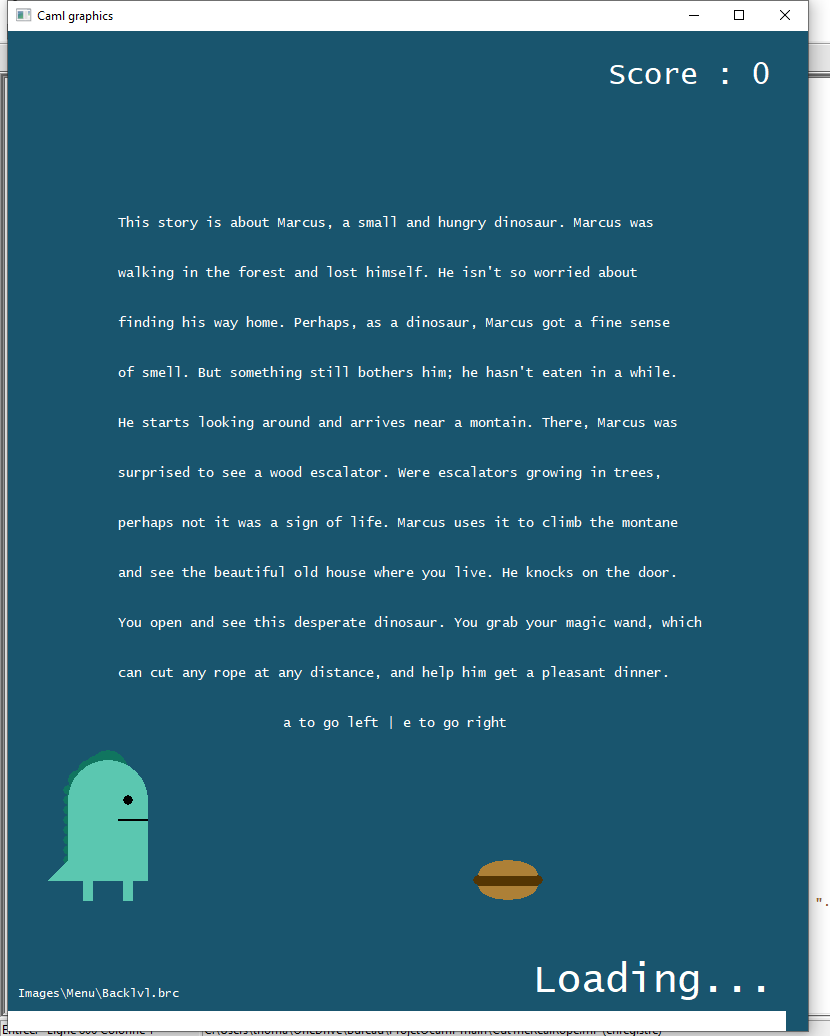 Caml graphics
Score : 0
This story is about Marcus, a small and hungry dinosaur. Marcus was
walking in the forest and lost himself. He isn't so worried about
finding his way home. Perhaps, as a dinosaur, Marcus got a fine sense
of smell. But something still bothers him; he hasn't eaten in a while.
He starts looking around and arrives near a montain. There, Marcus was
surprised to see a wood escalator. Were escalators growing in trees,
perhaps not it was a sign of life. Marcus uses it to climb the montane
and see the beautiful old house where you live. He knocks on the door.
You open and see this desperate dinosaur. You grab your magic wand, which
can cut any rope at any distance, and help him get a pleasant dinner.
a to go left | e to go right
".
Loading...
Images\Menu\Backlvl.brc